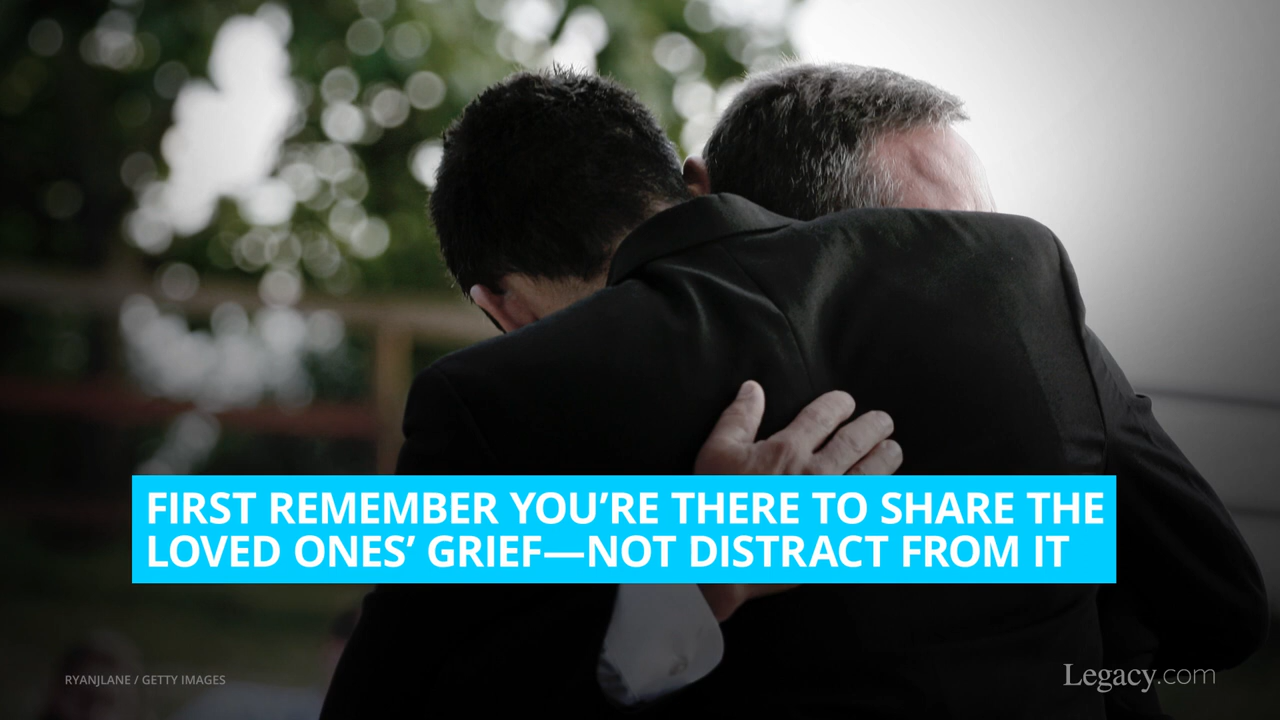 FIRST REMEMBER YOU’RE THERE TO SHARE THE
LOVED ONES’ GRIEF—NOT DISTRACT FROM IT
RYANJLANE / GETTY IMAGES
Legacy.com